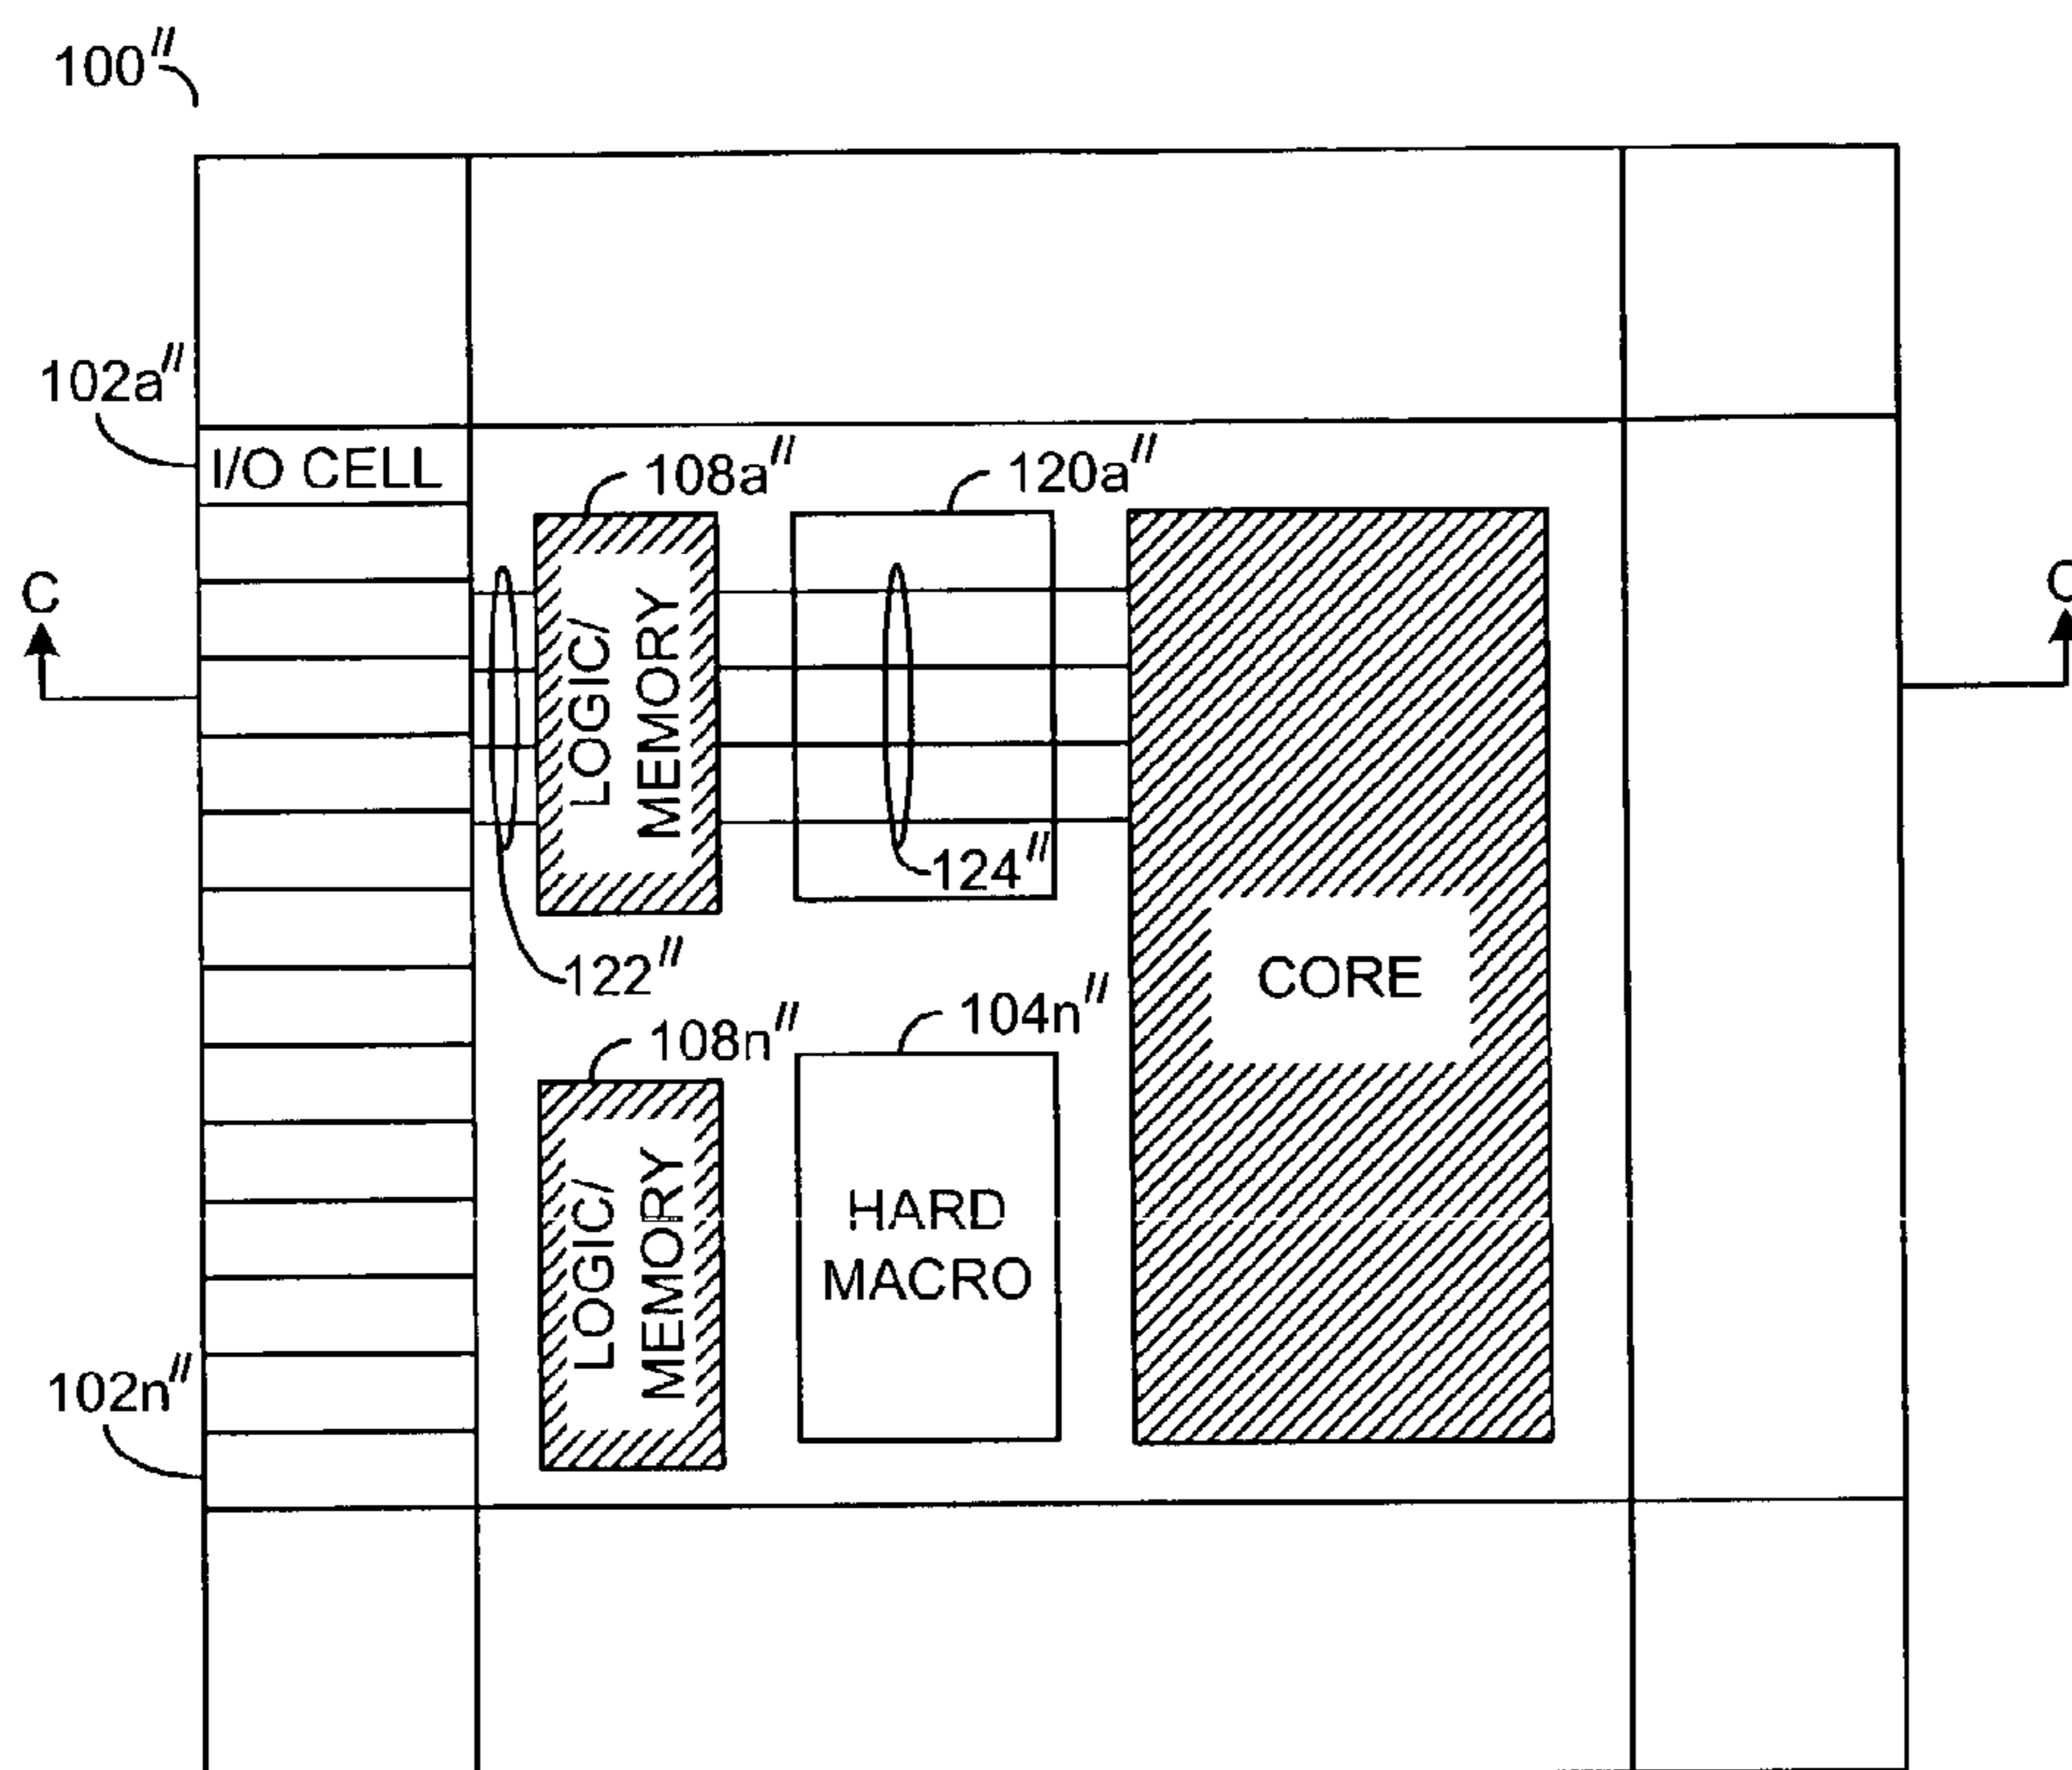 100"
102a"
I/O CELL
108a"
120a"
C
C
LOGIC/
MEMORY
124"
122"
CORE
104n"
108n"
LOGIC/
MEMORY
HARD
MACRO
102n"